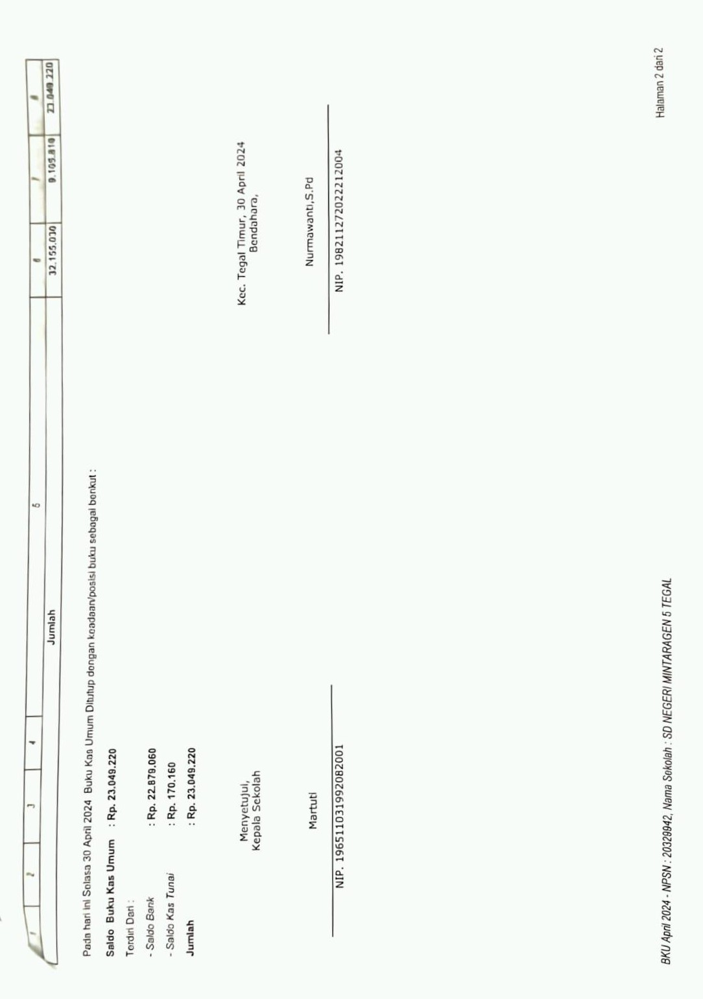 1 2 3 4 5 6 7 8
Jumlah 32.155.030 9.105.810 23.049.220
Pada hari ini Selasa 30 April 2024 Buku Kas Umum Ditutup dengan keadaan/posisi buku sebagai berikut :
Saldo Buku Kas Umum : Rp. 23.049.220
Terdiri Dari :
- Saldo Bank : Rp. 22.879.060
- Saldo Kas Tunai : Rp. 170.160
Jumlah : Rp. 23.049.220
Menyetujui,
Kepala Sekolah
Kec. Tegal Timur, 30 April 2024
Bendahara,
Martuti
NIP. 196511031992082001
Nurmawanti,S.Pd
NIP. 198211272022212004
BKU April 2024 - NPSN : 20329942, Nama Sekolah : SD NEGERI MINTARAGEN 5 TEGAL
Halaman 2 dari 2